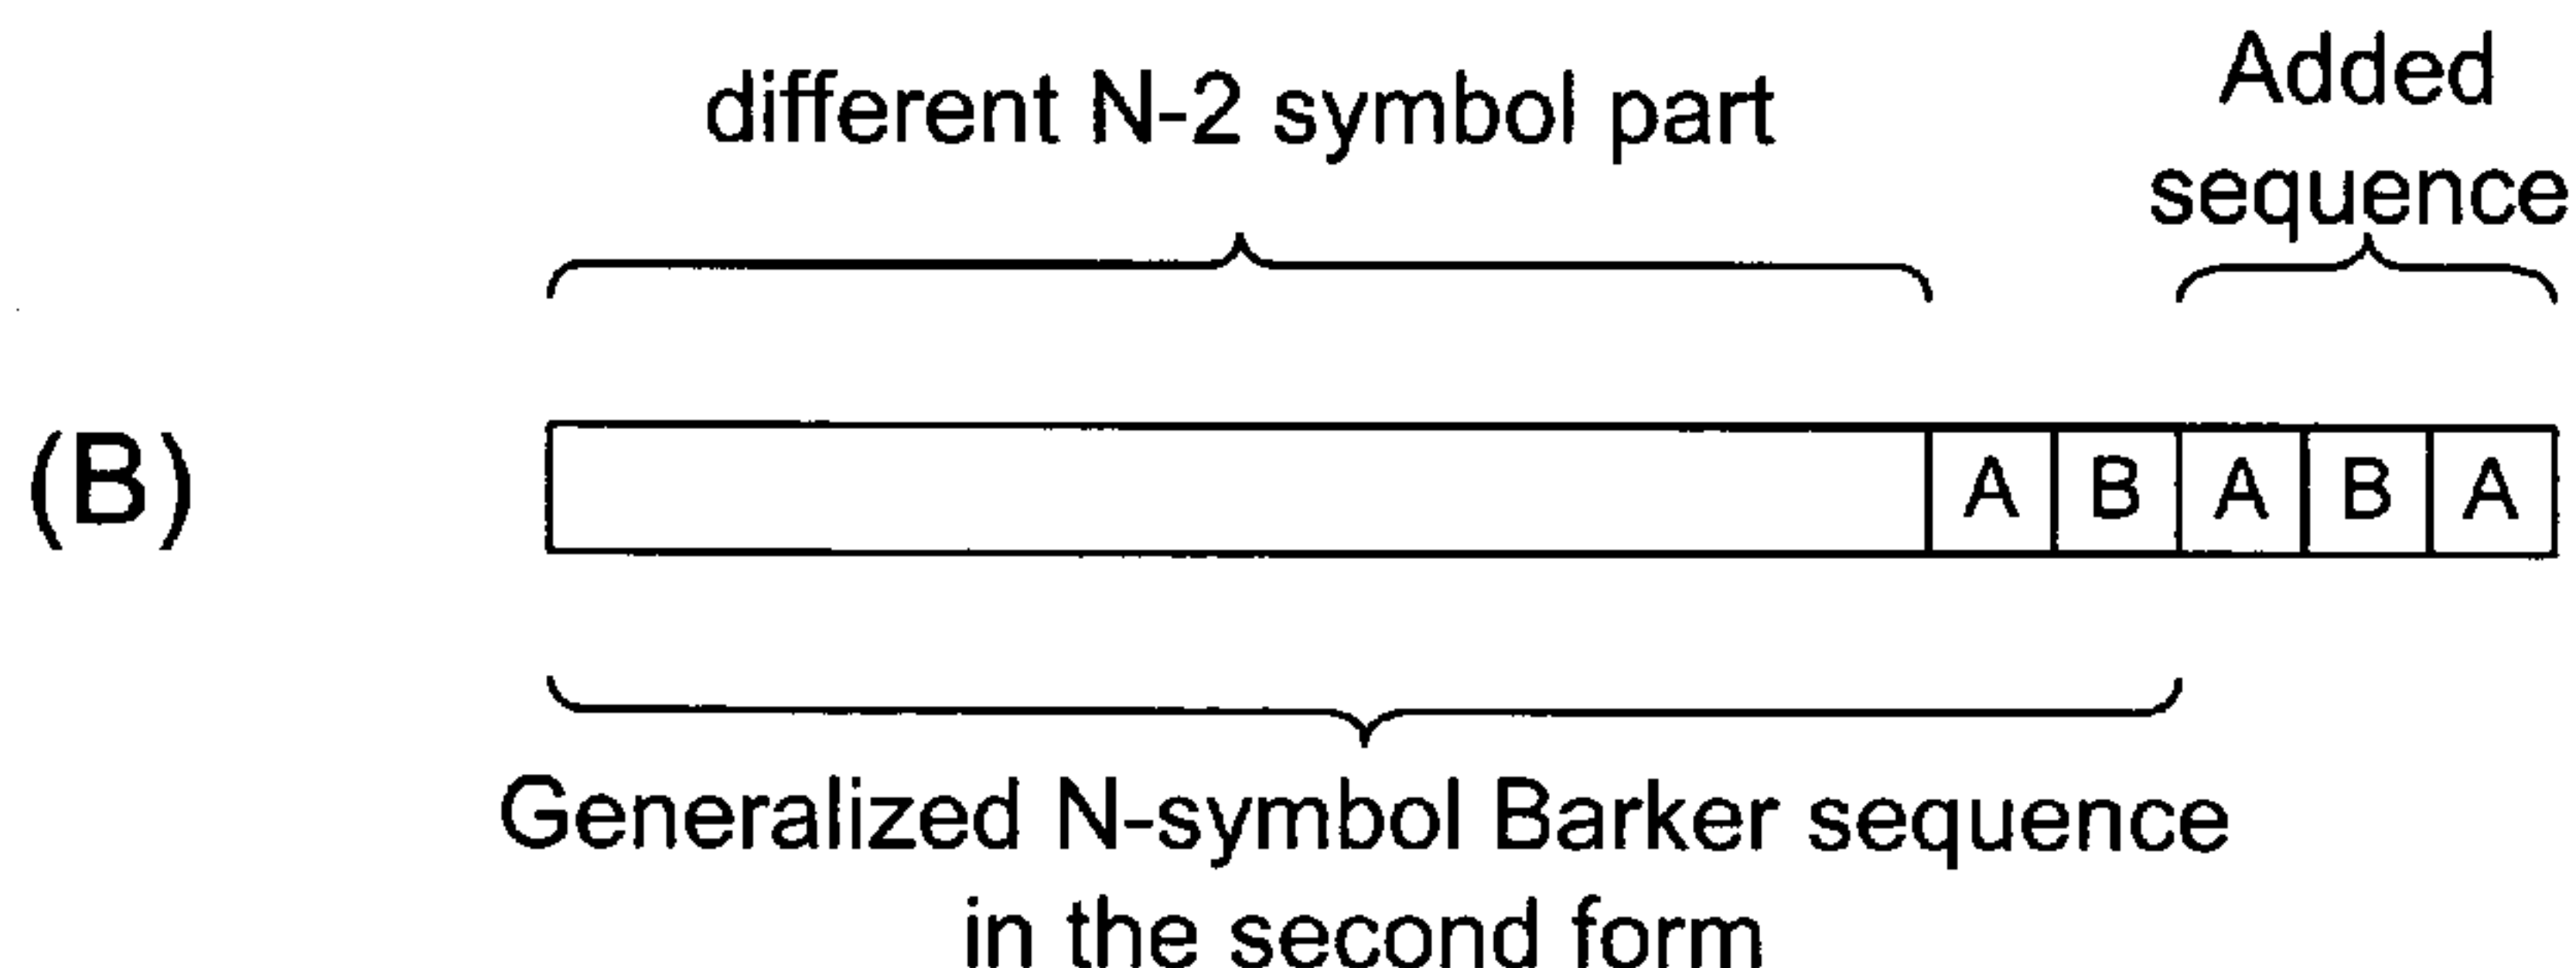 different N-2 symbol part
Added
sequence
(B)
A B A B A
Generalized N-symbol Barker sequence
in the second form